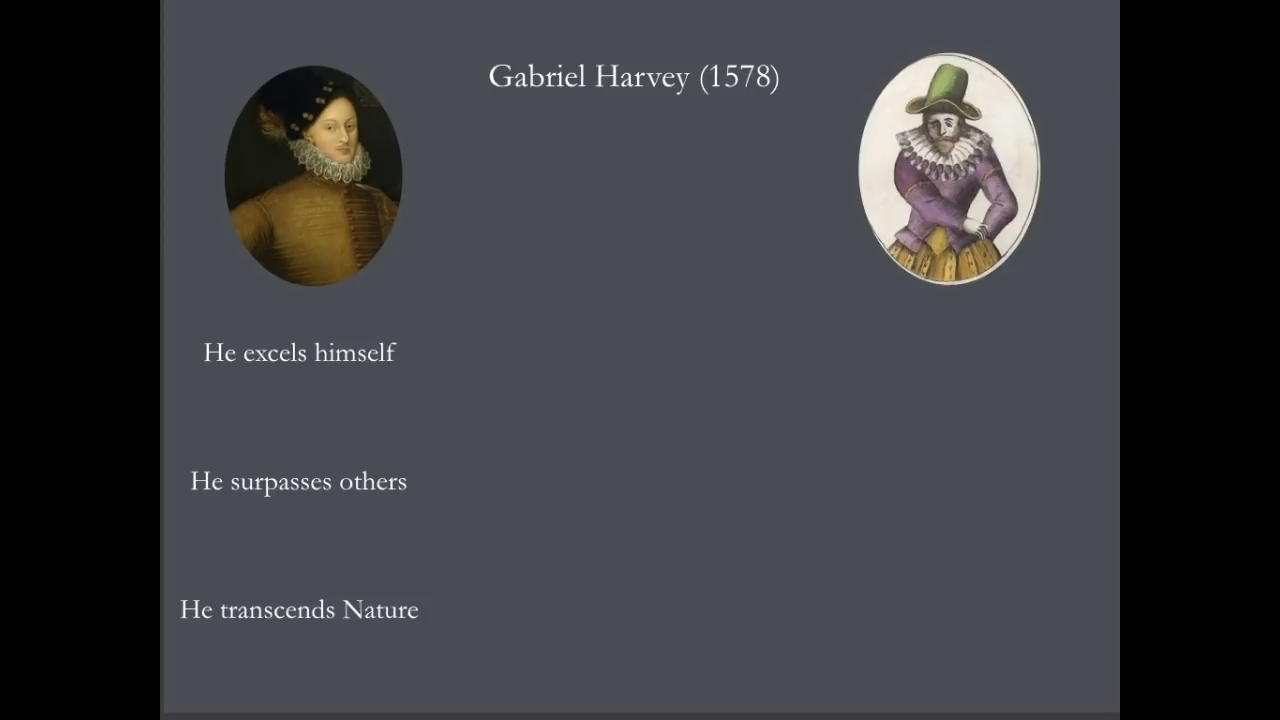 Gabriel Harvey (1578)
He excels himself
He surpasses others
He transcends Nature